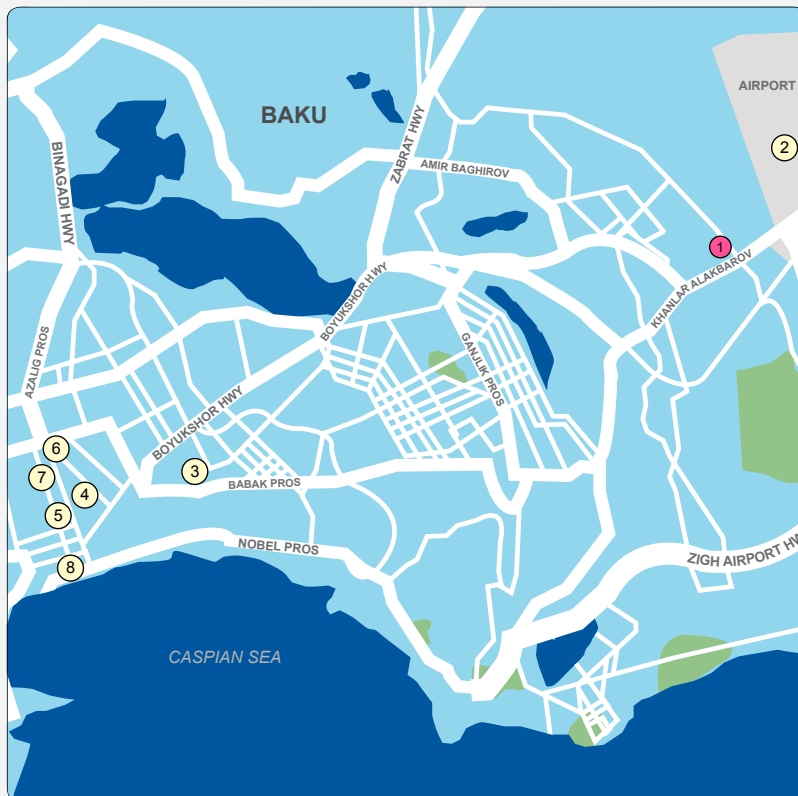 AIRPORT
BAKU
2
ZABRAT HWY
BINAGADI HWY
AMIR BAGHIROV
1
KHANLAR ALAKBAROV
BOYUKSHOR HWY
GANJLIK PROS
AZALIG PROS
BOYUKSHOR HWY
6
3
7
4
BABAK PROS
5
NOBEL PROS
ZIGH AIRPORT HW
8
CASPIAN SEA